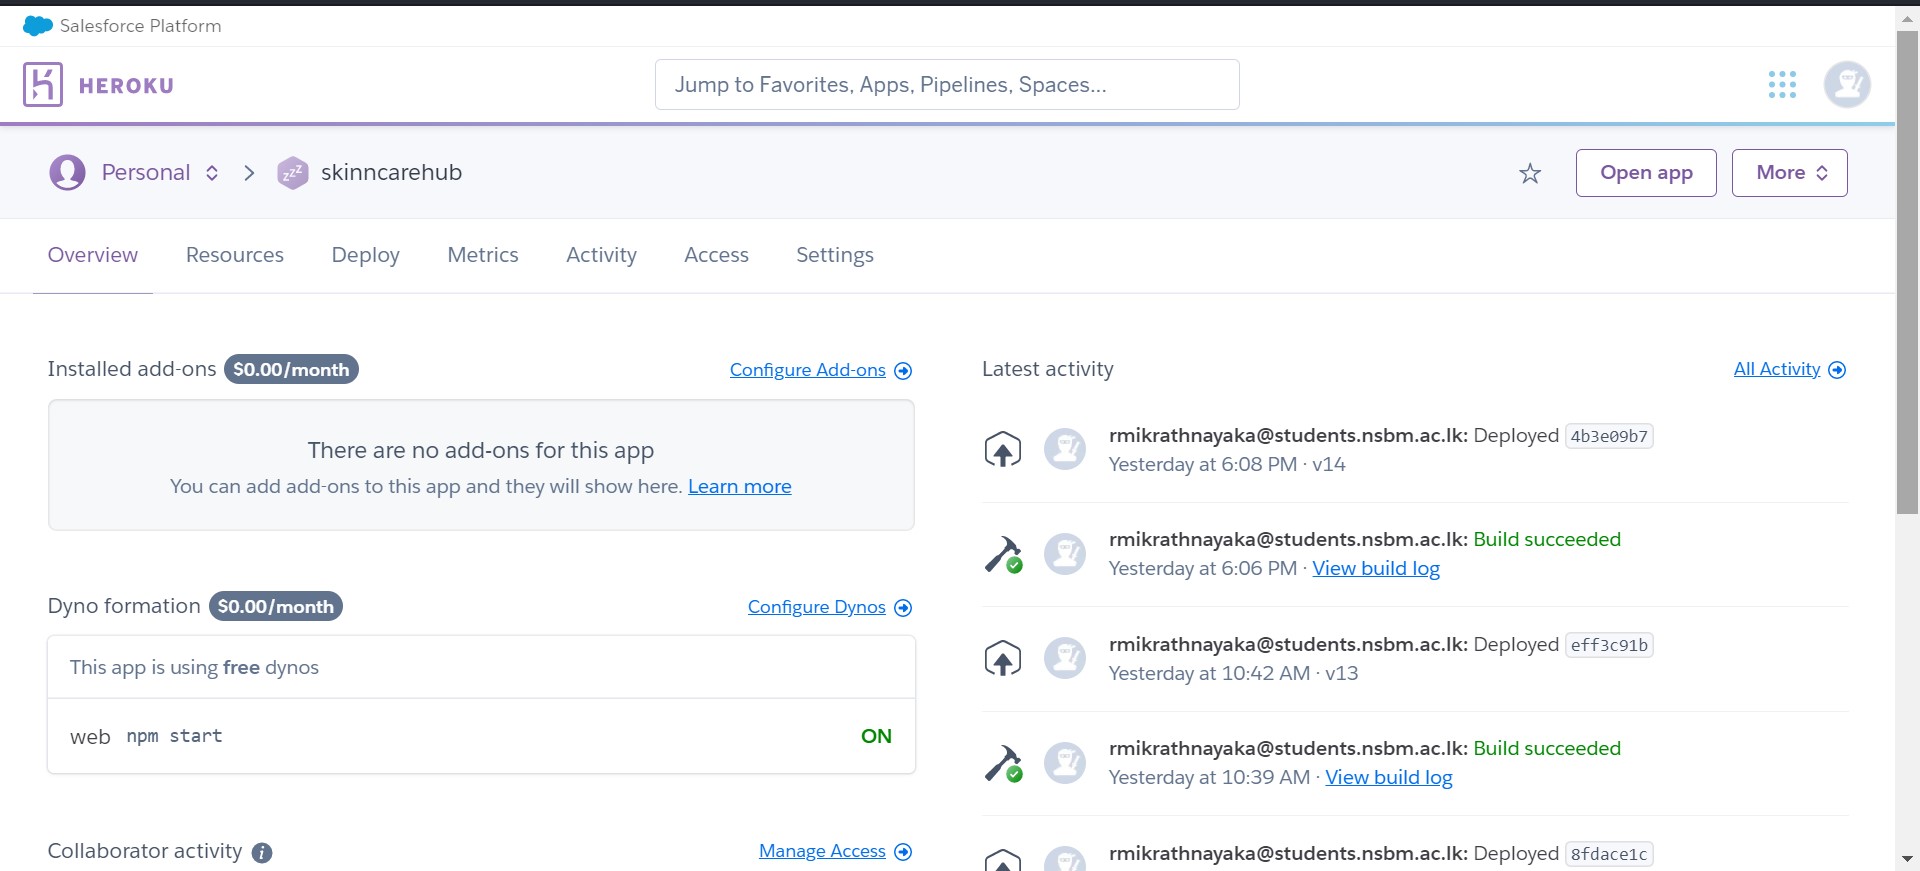 Salesforce Platform
HEROKU
Jump to Favorites, Apps, Pipelines, Spaces...
Personal
skinncarehub
Open app
More
Overview
Resources
Deploy
Metrics
Activity
Access
Settings
Installed add-ons $0.00/month
Configure Add-ons
There are no add-ons for this app
You can add add-ons to this app and they will show here. Learn more
Dyno formation $0.00/month
Configure Dynos
This app is using free dynos
web npm start
ON
Collaborator activity
Manage Access
Latest activity
All Activity
rmikrathnayaka@students.nsbm.ac.lk: Deployed 4b3e09b7
Yesterday at 6:08 PM · v14
rmikrathnayaka@students.nsbm.ac.lk: Build succeeded
Yesterday at 6:06 PM · View build log
rmikrathnayaka@students.nsbm.ac.lk: Deployed eff3c91b
Yesterday at 10:42 AM · v13
rmikrathnayaka@students.nsbm.ac.lk: Build succeeded
Yesterday at 10:39 AM · View build log
rmikrathnayaka@students.nsbm.ac.lk: Deployed 8fdace1c